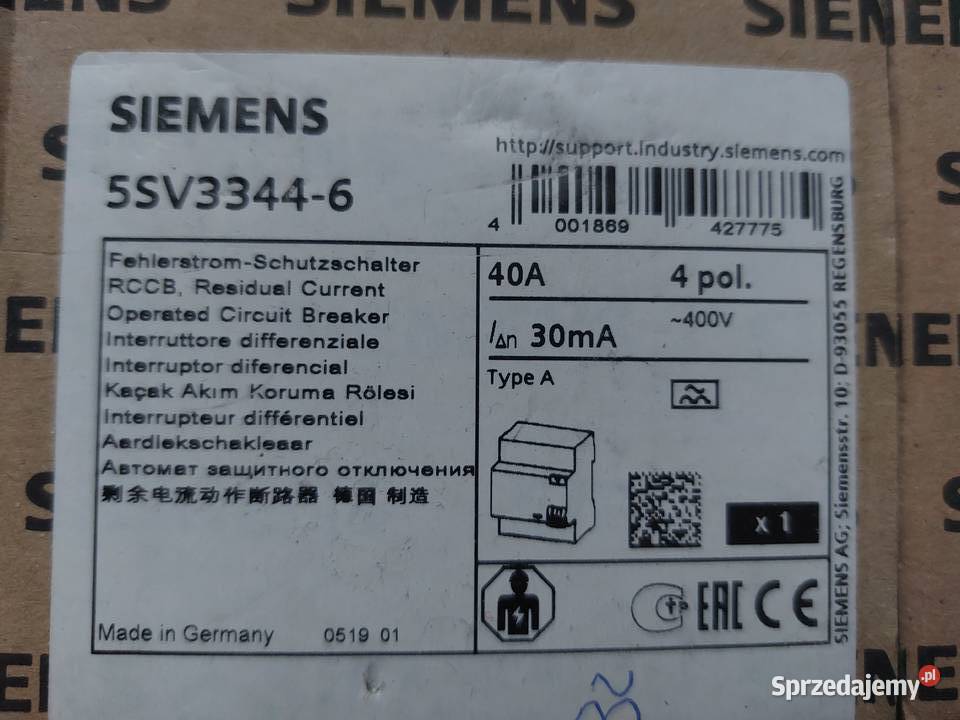 SIEMENS
SIEMENS
SIEMENS
5SV3344-6
http://support.industry.siemens.com
4 001869 427775
Fehlerstrom-Schutzschalter
RCCB, Residual Current
Operated Circuit Breaker
Interruttore differenziale
Interruptor diferencial
Kaçak Akım Koruma Rölesi
Interrupteur différentiel
Aardlekschakelaar
Автомат защитного отключения
剩余电流动作断路器 德国 制造
Made in Germany 0519 01
40A 4 pol.
~400V
I∆n 30mA
Type A
x 1
EAC CE
SIEMENS AG; Siemensstr. 10; D-93055 REGENSBURG
32
Sprzedajemy.pl